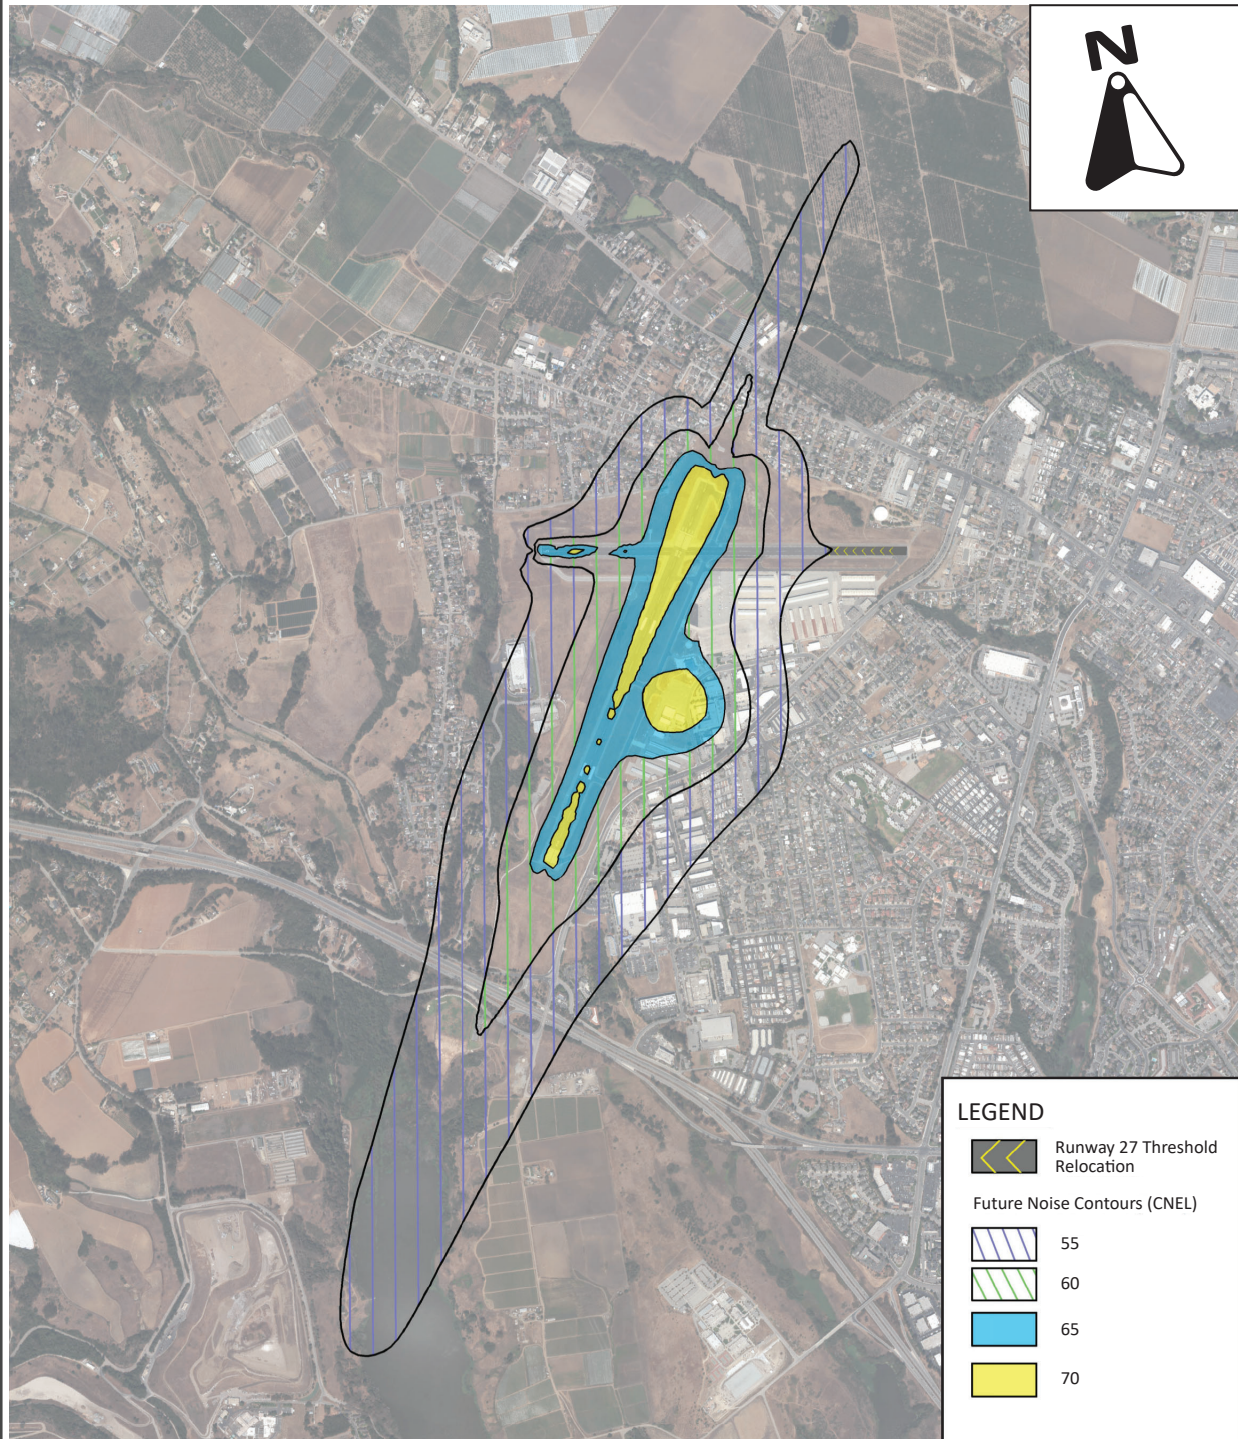 N
LEGEND
Runway 27 Threshold
Relocation
Future Noise Contours (CNEL)
55
60
65
70